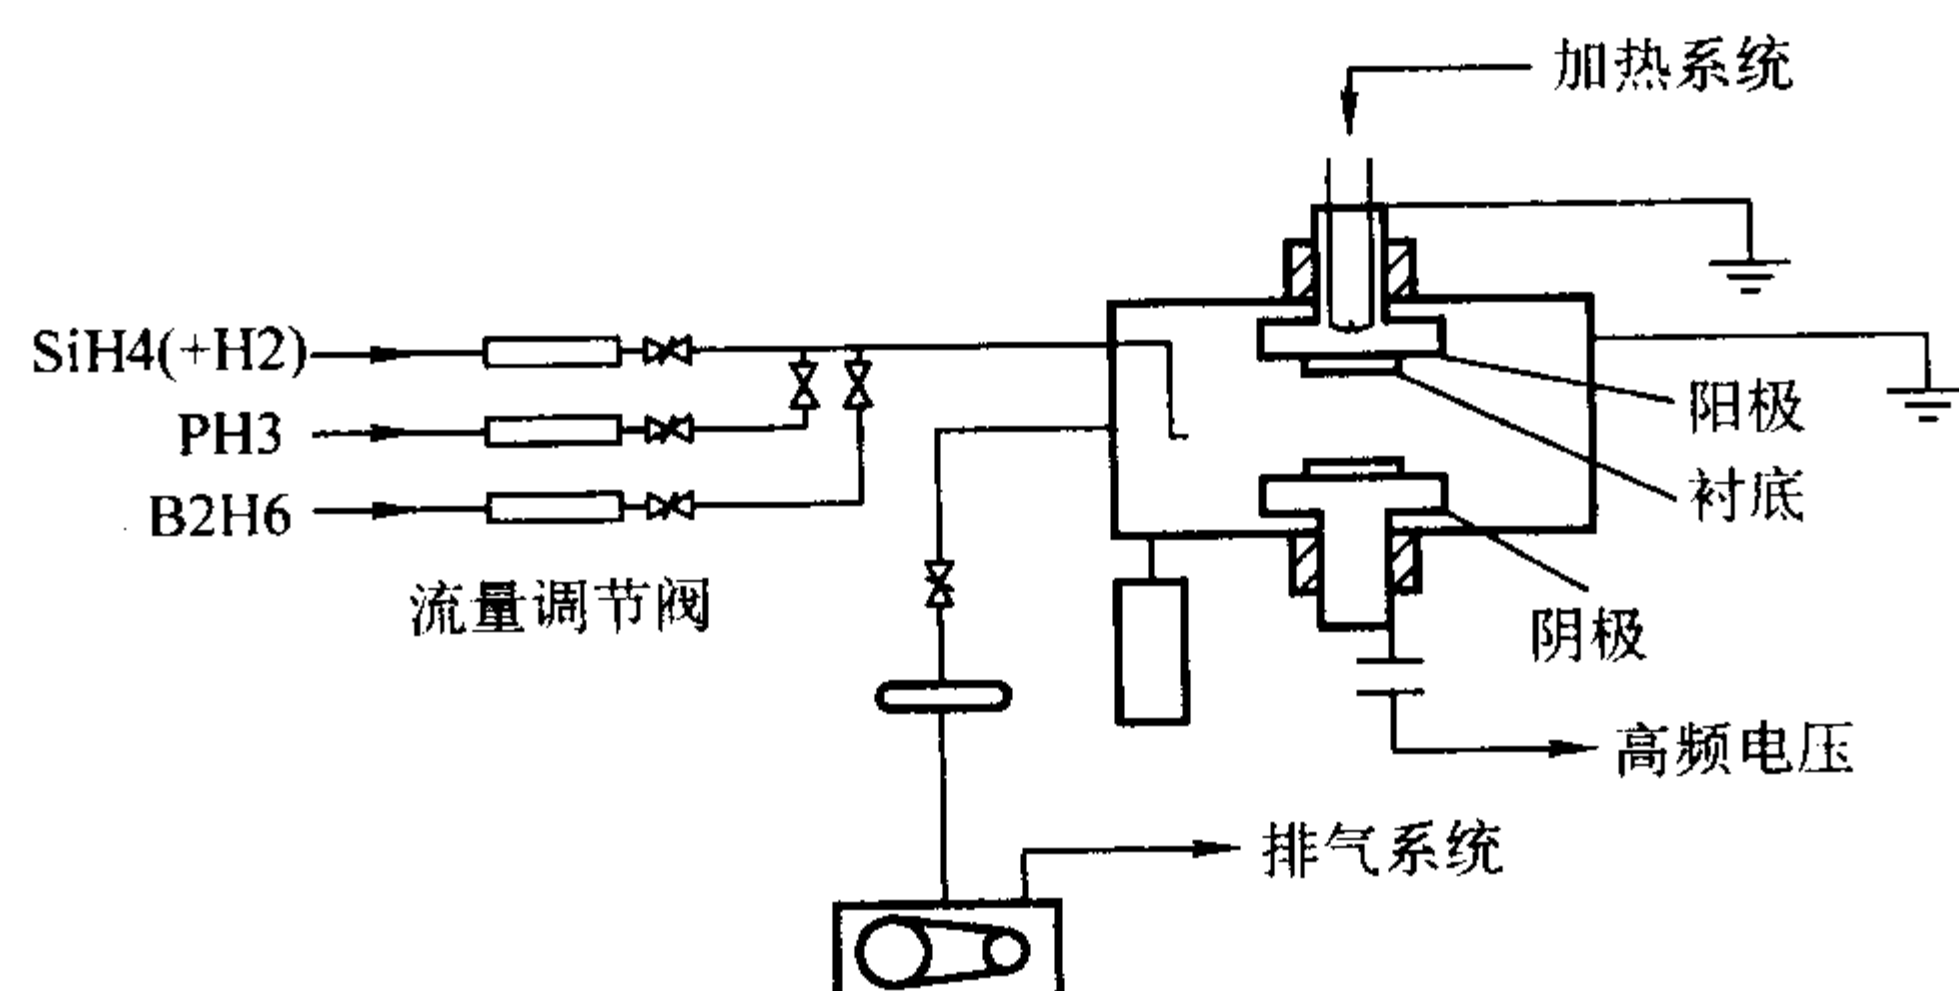 加热系统
SiH4(+H2)
PH3
B2H6
流量调节阀
阳极
衬底
阴极
高频电压
排气系统